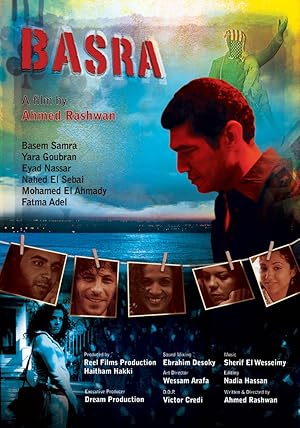 BASRA
A film by
Ahmed Rashwan
Basem Samra
Yara Goubran
Eyad Nassar
Nahed El Sebai
Mohamed El Ahmady
Fatma Adel
Produced by
Reel Films Production
Haitham Hakki
Executive Producer
Dream Production
Sound Mixing
Ebrahim Desoky
Art Director
Wessam Arafa
D.O.P.
Victor Credi
Music
Sherif El Wesseimy
Editing
Nadia Hassan
Written & Directed by
Ahmed Rashwan